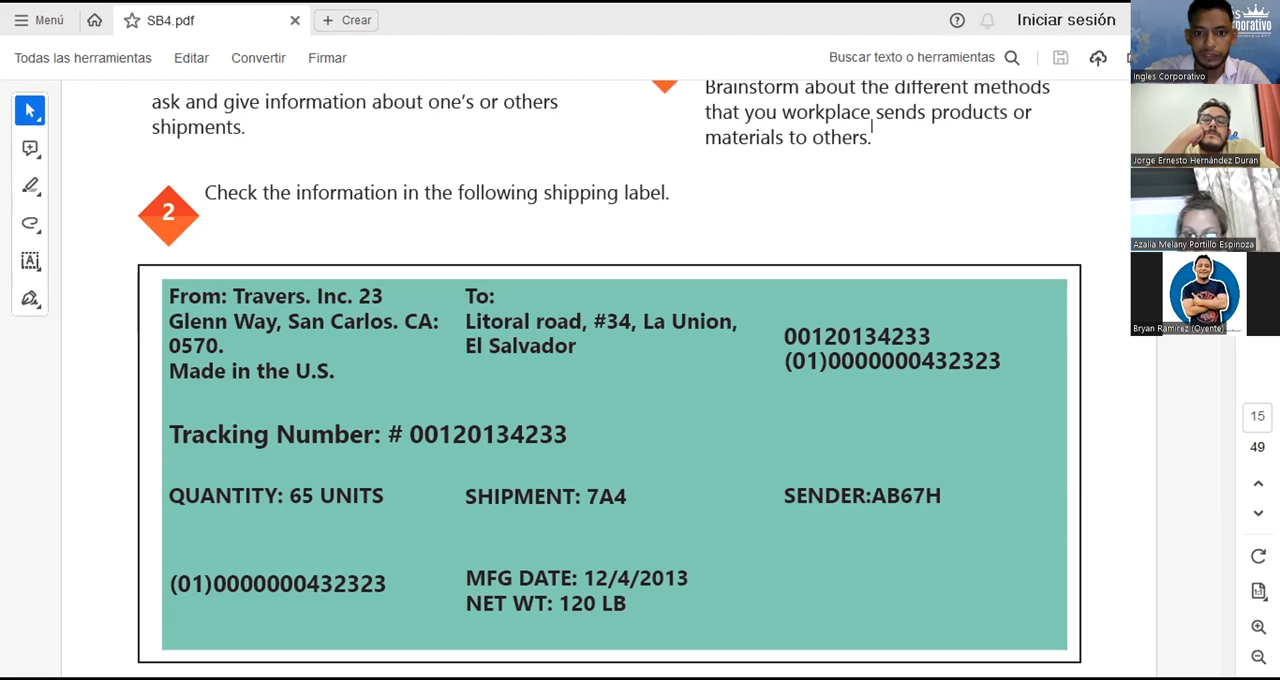 Menú
SB4.pdf
Crear
Iniciar sesión
Todas las herramientas
Editar
Convertir
Firmar
Buscar texto o herramientas
ask and give information about one's or others
shipments.
Brainstorm about the different methods
that you workplace sends products or
materials to others.
2
Check the information in the following shipping label.
From: Travers. Inc. 23
Glenn Way, San Carlos. CA:
0570.
Made in the U.S.
To:
Litoral road, #34, La Union,
El Salvador
00120134233
(01)0000000432323
Tracking Number: # 00120134233
QUANTITY: 65 UNITS
SHIPMENT: 7A4
SENDER:AB67H
(01)0000000432323
MFG DATE: 12/4/2013
NET WT: 120 LB
Ingles Corporativo
Jorge Ernesto Hernández Duran
Azalia Melany Portillo Espinoza
Bryan Ramírez (Oyente)
15
49